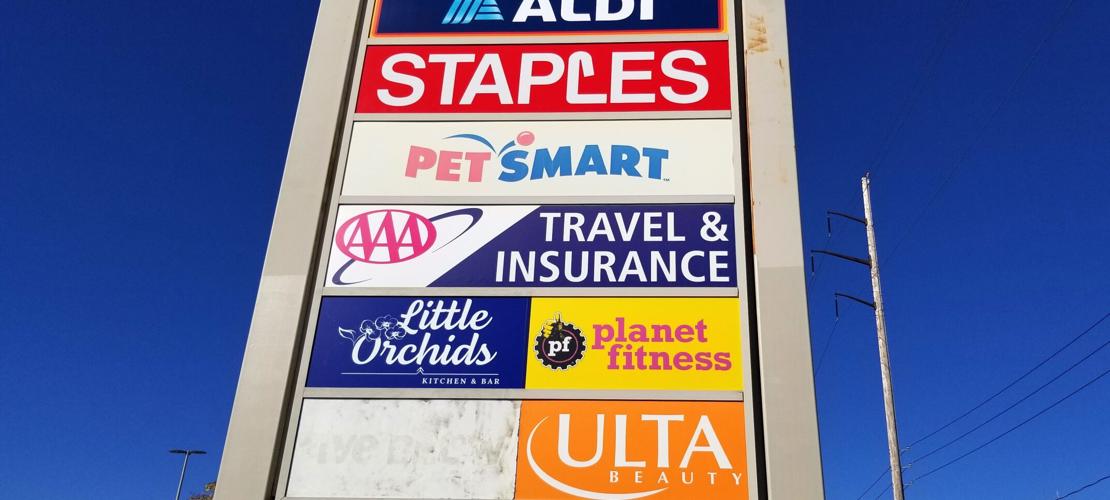 ALDI
STAPLES
PETSMART
AAA
TRAVEL &
INSURANCE
Little
Orchids
KITCHEN & BAR
pf
planet
fitness
ULTA
BEAUTY